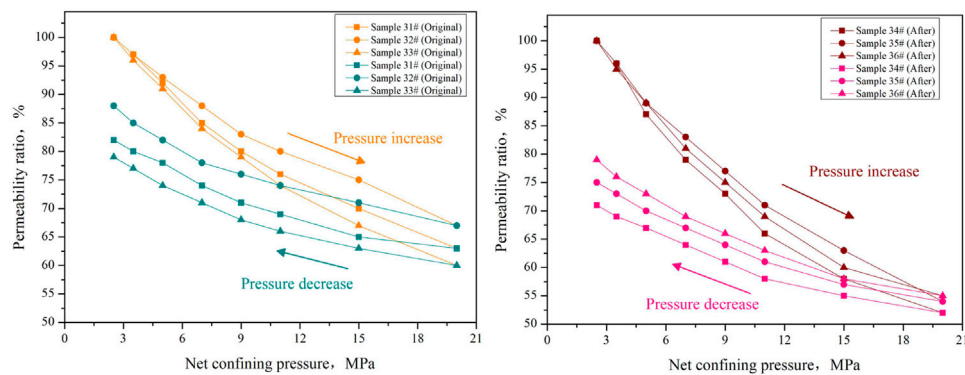 Sample 31# (Original)
Sample 32# (Original)
Sample 33# (Original)
Sample 31# (Original)
Sample 32# (Original)
Sample 33# (Original)
Pressure increase
Pressure decrease
Permeability ratio, %
100
95
90
85
80
75
70
65
60
55
50
0
3
6
9
12
15
18
21
Net confining pressure, MPa
Sample 34# (After)
Sample 35# (After)
Sample 36# (After)
Sample 34# (After)
Sample 35# (After)
Sample 36# (After)
Pressure increase
Pressure decrease
Permeability ratio, %
100
95
90
85
80
75
70
65
60
55
50
0
3
6
9
12
15
18
21
Net confining pressure, MPa